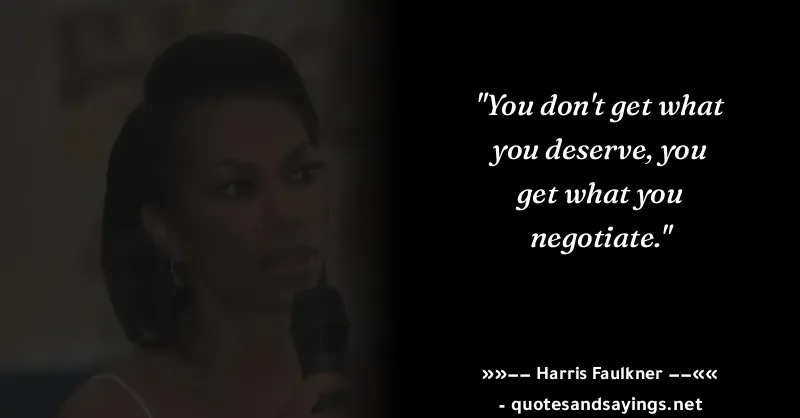 "You don't get what
you deserve, you
get what you
negotiate."
»»−− Harris Faulkner −−««
- quotesandsayings.net